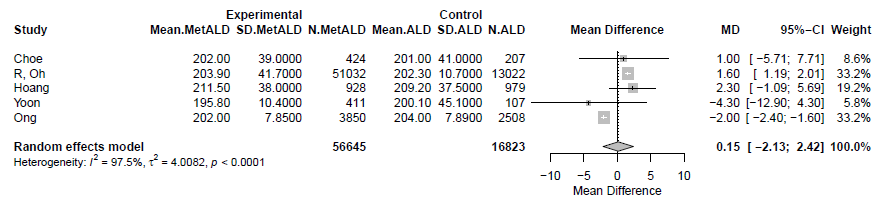 Experimental Control
Study Mean.MetALD SD.MetALD N.MetALD Mean.ALD SD.ALD N.ALD Mean Difference MD 95%−CI Weight
Choe 202.00 39.0000 424 201.00 41.0000 207 1.00 [ −5.71; 7.71] 8.6%
R, Oh 203.90 41.7000 51032 202.30 10.7000 13022 1.60 [ 1.19; 2.01] 33.2%
Hoang 211.50 38.0000 928 209.20 37.5000 979 2.30 [ −1.09; 5.69] 19.2%
Yoon 195.80 10.4000 411 200.10 45.1000 107 −4.30 [−12.90; 4.30] 5.8%
Ong 202.00 7.8500 3850 204.00 7.8900 2508 −2.00 [ −2.40; −1.60] 33.2%
Random effects model 56645 16823 0.15 [ −2.13; 2.42] 100.0%
Heterogeneity: I² = 97.5%, τ² = 4.0082, p < 0.0001
−10 −5 0 5 10
Mean Difference